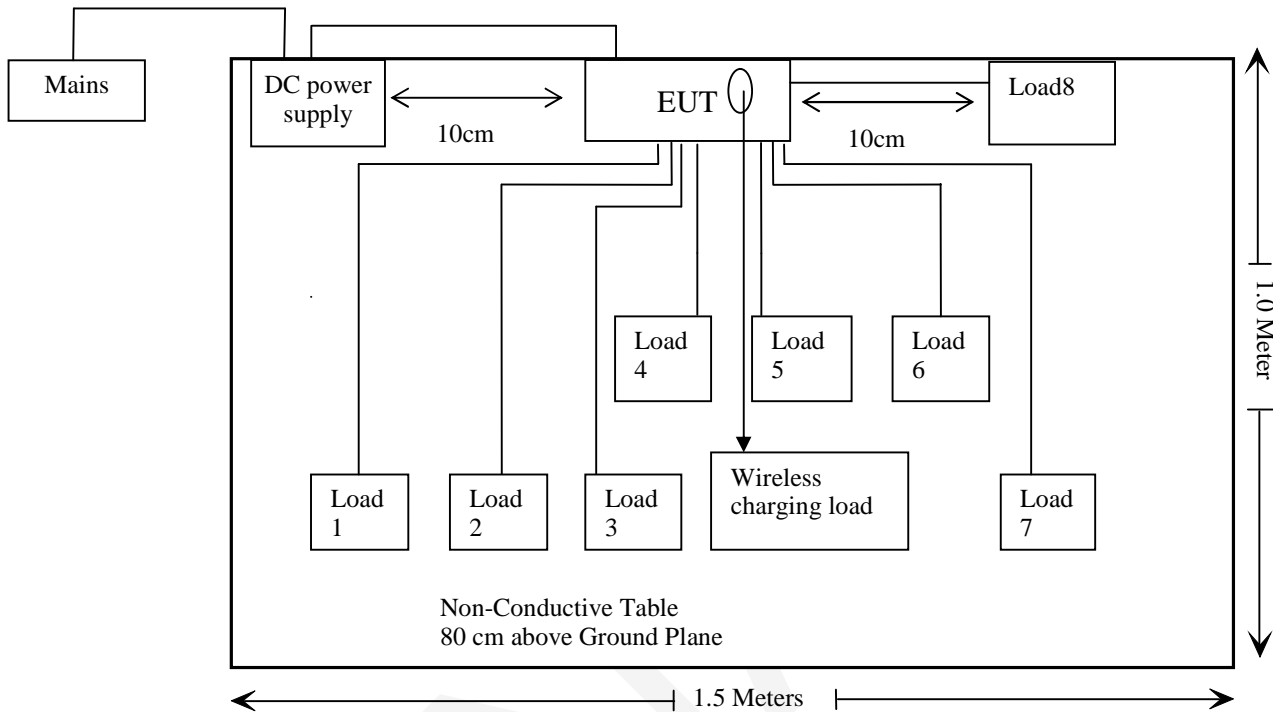 Mains
DC power
supply
10cm
EUT
10cm
Load8
1.0 Meter
Load
4
Load
5
Load
6
Load
1
Load
2
Load
3
Wireless
charging load
Load
7
Non-Conductive Table
80 cm above Ground Plane
1.5 Meters